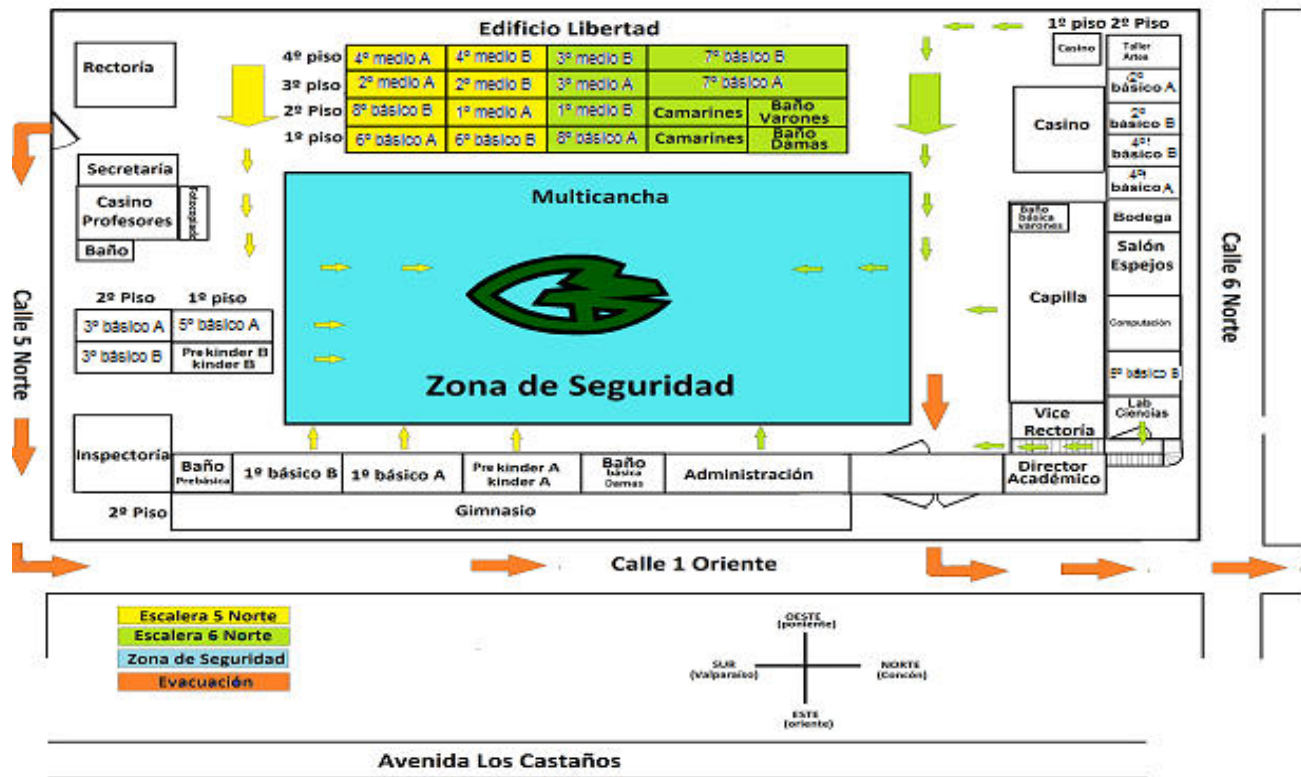 Edificio Libertad
1º piso 2º Piso
Rectoría
4º piso 4º medio A 4º medio B 3º medio B 7º básico B
3º piso 2º medio A 2º medio B 3º medio A 7º básico A
2º Piso 8º básico B 1º medio A 1º medio B Camarines Baño Varones
1º piso 6º básico A 6º básico B 8º básico A Camarines Baño Damas
Casino
Taller
Artes
2º
básico A
Casino
2º
básico B
4º
básico B
4º
básico A
Secretaría
Casino
Profesores
Baño
Multicancha
Baño
básica
varones
Bodega
Salón
Espejos
Capilla
Computación
básico B
Lab
Ciencias
Vice
Rectoría
Calle 5 Norte
Calle 6 Norte
2º Piso 1º piso
3º básico A 5º básico A
3º básico B Pre kinder B
kinder B
Zona de Seguridad
Inspectoría
Baño
Prebásica
1º básico B
1º básico A
Pre kinder A
kinder A
Baño
básica
Damas
Administración
Director
Académico
2º Piso
Gimnasio
Calle 1 Oriente
Escalera 5 Norte
Escalera 6 Norte
Zona de Seguridad
Evacuación
OESTE
(poniente)
SUR
(Valparaíso)
NORTE
(Concón)
ESTE
(oriente)
Avenida Los Castaños